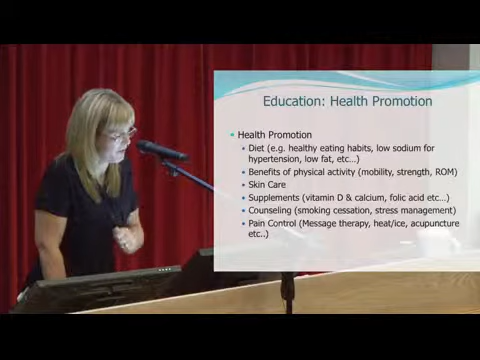 Education: Health Promotion
Health Promotion
Diet (e.g. healthy eating habits, low sodium for
hypertension, low fat, etc…)
Benefits of physical activity (mobility, strength, ROM)
Skin Care
Supplements (vitamin D & calcium, folic acid etc…)
Counseling (smoking cessation, stress management)
Pain Control (Message therapy, heat/ice, acupuncture
etc..)